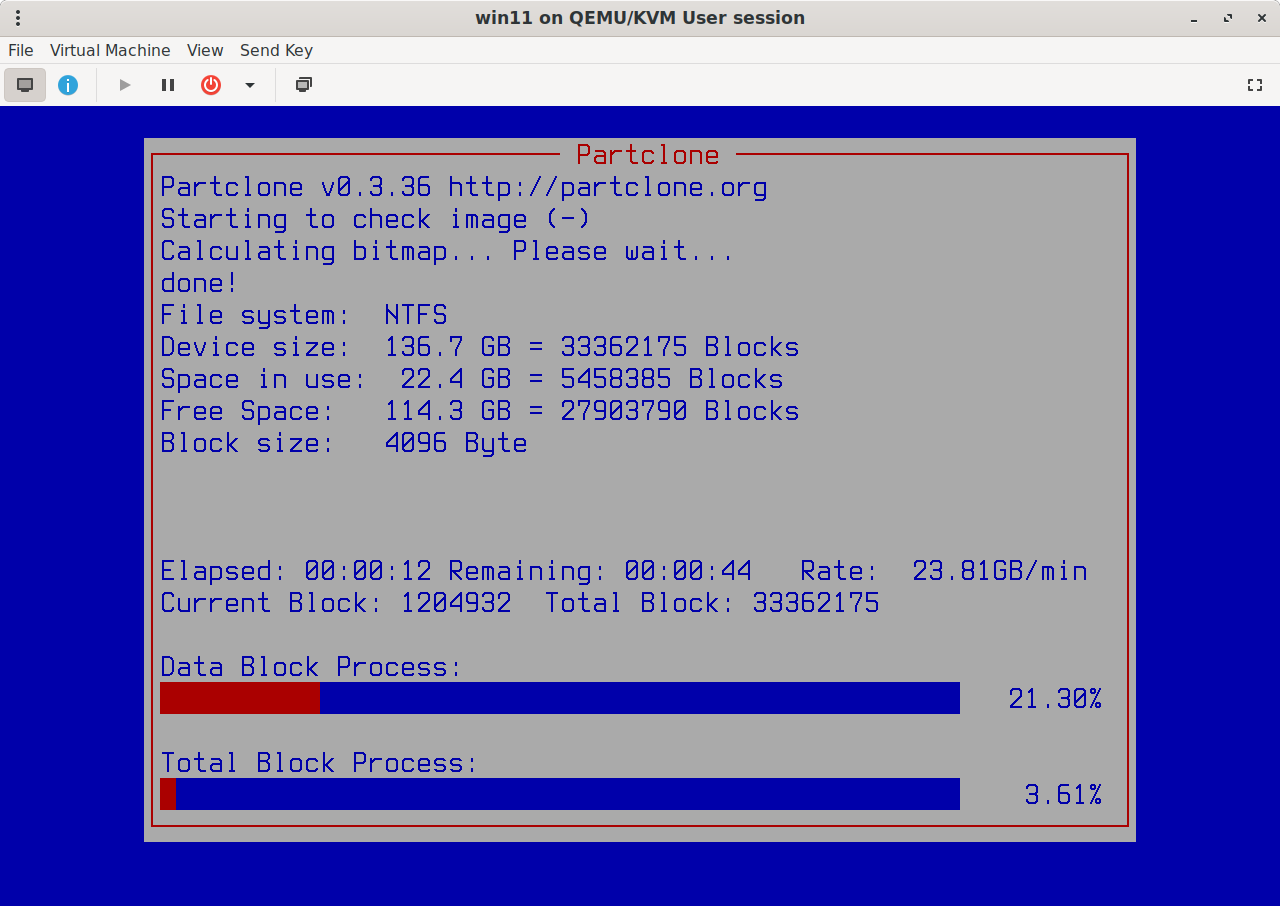 win11 on QEMU/KVM User session
File Virtual Machine View Send Key
Partclone
Partclone v0.3.36 http://partclone.org
Starting to check image (-)
Calculating bitmap... Please wait...
done!
File system:  NTFS
Device size:  136.7 GB = 33362175 Blocks
Space in use:  22.4 GB = 5458385 Blocks
Free Space:   114.3 GB = 27903790 Blocks
Block size:   4096 Byte
Elapsed: 00:00:12 Remaining: 00:00:44   Rate:  23.81GB/min
Current Block: 1204932  Total Block: 33362175
Data Block Process:
21.30%
Total Block Process:
3.61%